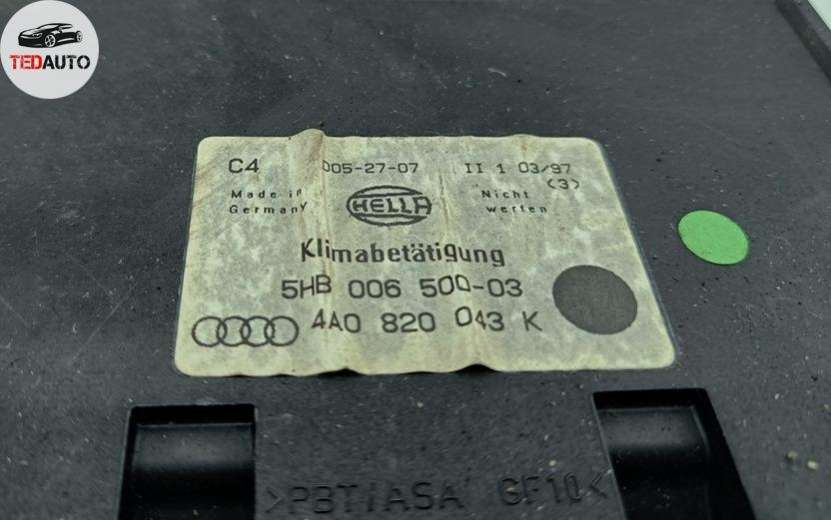 TEDAUTO
C4 005-27-07 II 1 03/97
(3)
Made in Germany
HELLA
Nicht werfen
Klimabetätigung
5HB 006 500-03
4A0 820 043 K
>PBT/ASA GF10<